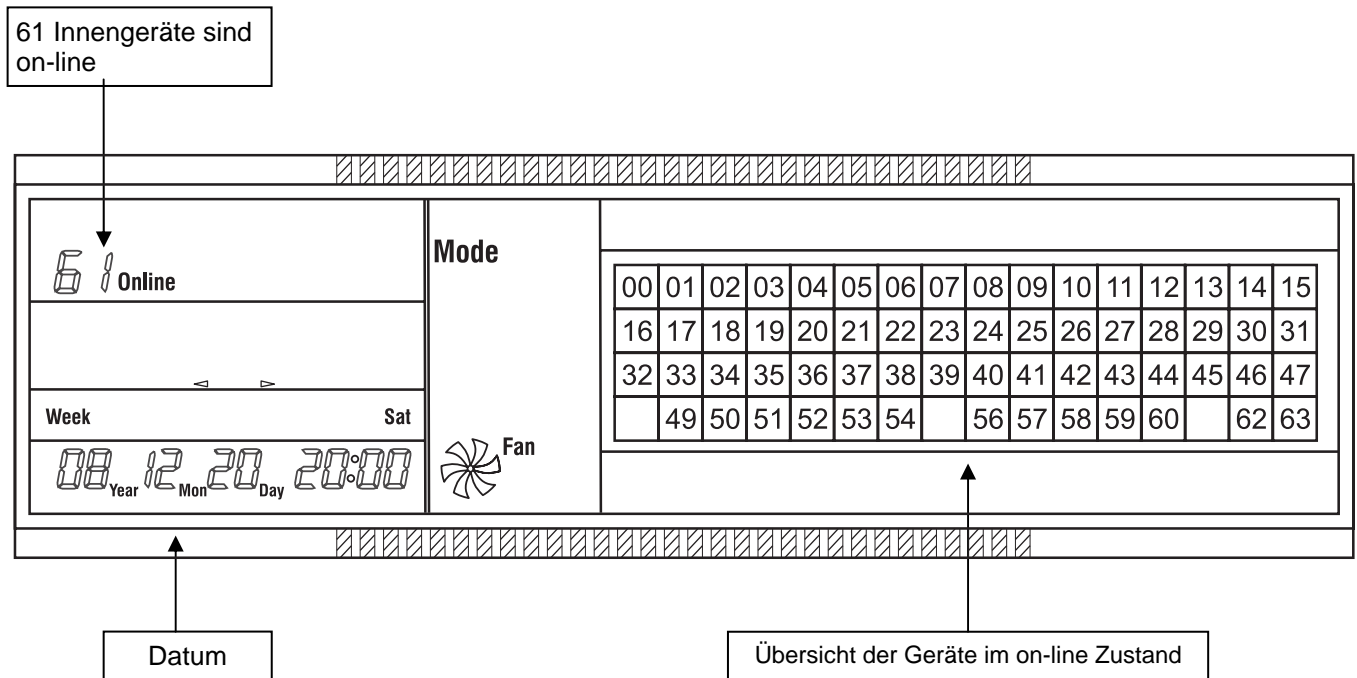 61 Innengeräte sind
on-line
61 Online
Mode
00 01 02 03 04 05 06 07 08 09 10 11 12 13 14 15
16 17 18 19 20 21 22 23 24 25 26 27 28 29 30 31
32 33 34 35 36 37 38 39 40 41 42 43 44 45 46 47
49 50 51 52 53 54 56 57 58 59 60 62 63
Week Sat
08 Year 12 Mon 20 Day 20:00
Fan
Datum
Übersicht der Geräte im on-line Zustand